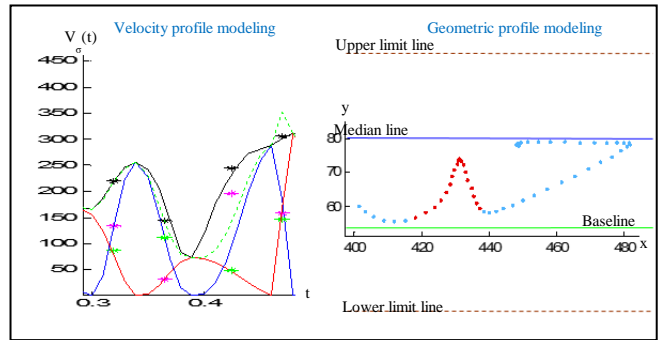 Velocity profile modeling
V σ (t)
450
400
350
300
250
200
150
100
50
0.3
0.4
t
Geometric profile modeling
Upper limit line
y
Median line
80
70
60
Baseline
400
420
440
460
480
x
Lower limit line